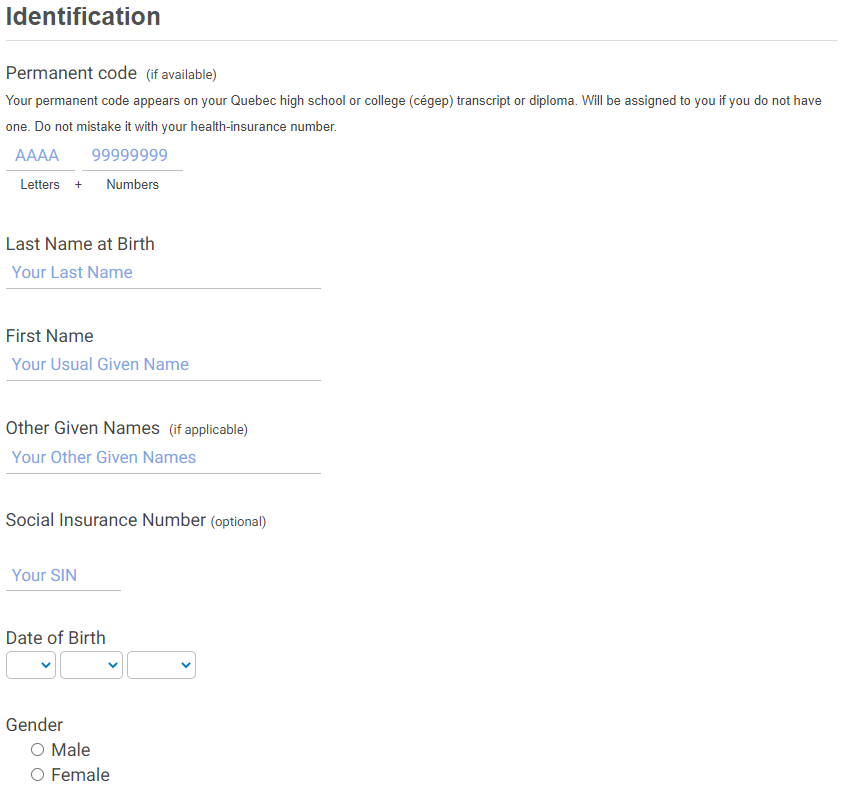 Identification
Permanent code (if available)
Your permanent code appears on your Quebec high school or college (cégep) transcript or diploma. Will be assigned to you if you do not have
one. Do not mistake it with your health-insurance number.
AAAA 99999999
Letters + Numbers
Last Name at Birth
Your Last Name
First Name
Your Usual Given Name
Other Given Names (if applicable)
Your Other Given Names
Social Insurance Number (optional)
Your SIN
Date of Birth
Gender
Male
Female